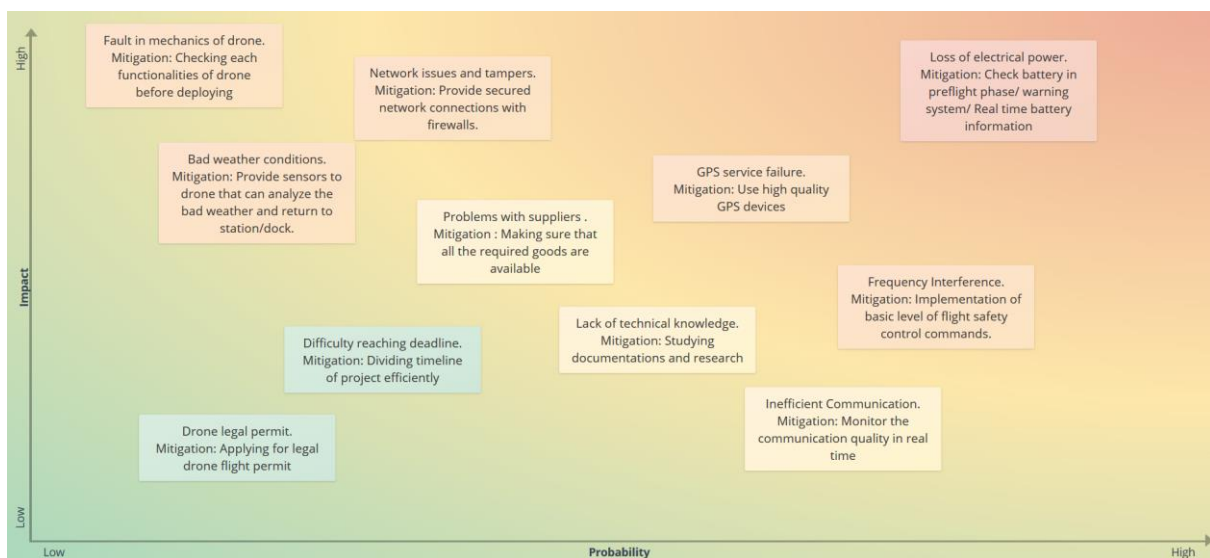 High
Impact
Low
Fault in mechanics of drone.
Mitigation: Checking each
functionalities of drone
before deploying
Network issues and tampers.
Mitigation: Provide secured
network connections with
firewalls.
Loss of electrical power.
Mitigation: Check battery in
preflight phase/ warning
system/ Real time battery
information
Bad weather conditions.
Mitigation: Provide sensors to
drone that can analyze the
bad weather and return to
station/dock.
GPS service failure.
Mitigation: Use high quality
GPS devices
Problems with suppliers .
Mitigation : Making sure that
all the required goods are
available
Frequency Interference.
Mitigation: Implementation of
basic level of flight safety
control commands.
Lack of technical knowledge.
Mitigation: Studying
documentations and research
Difficulty reaching deadline.
Mitigation: Dividing timeline
of project efficiently
Inefficient Communication.
Mitigation: Monitor the
communication quality in real
time
Drone legal permit.
Mitigation: Applying for legal
drone flight permit
Low
Probability
High